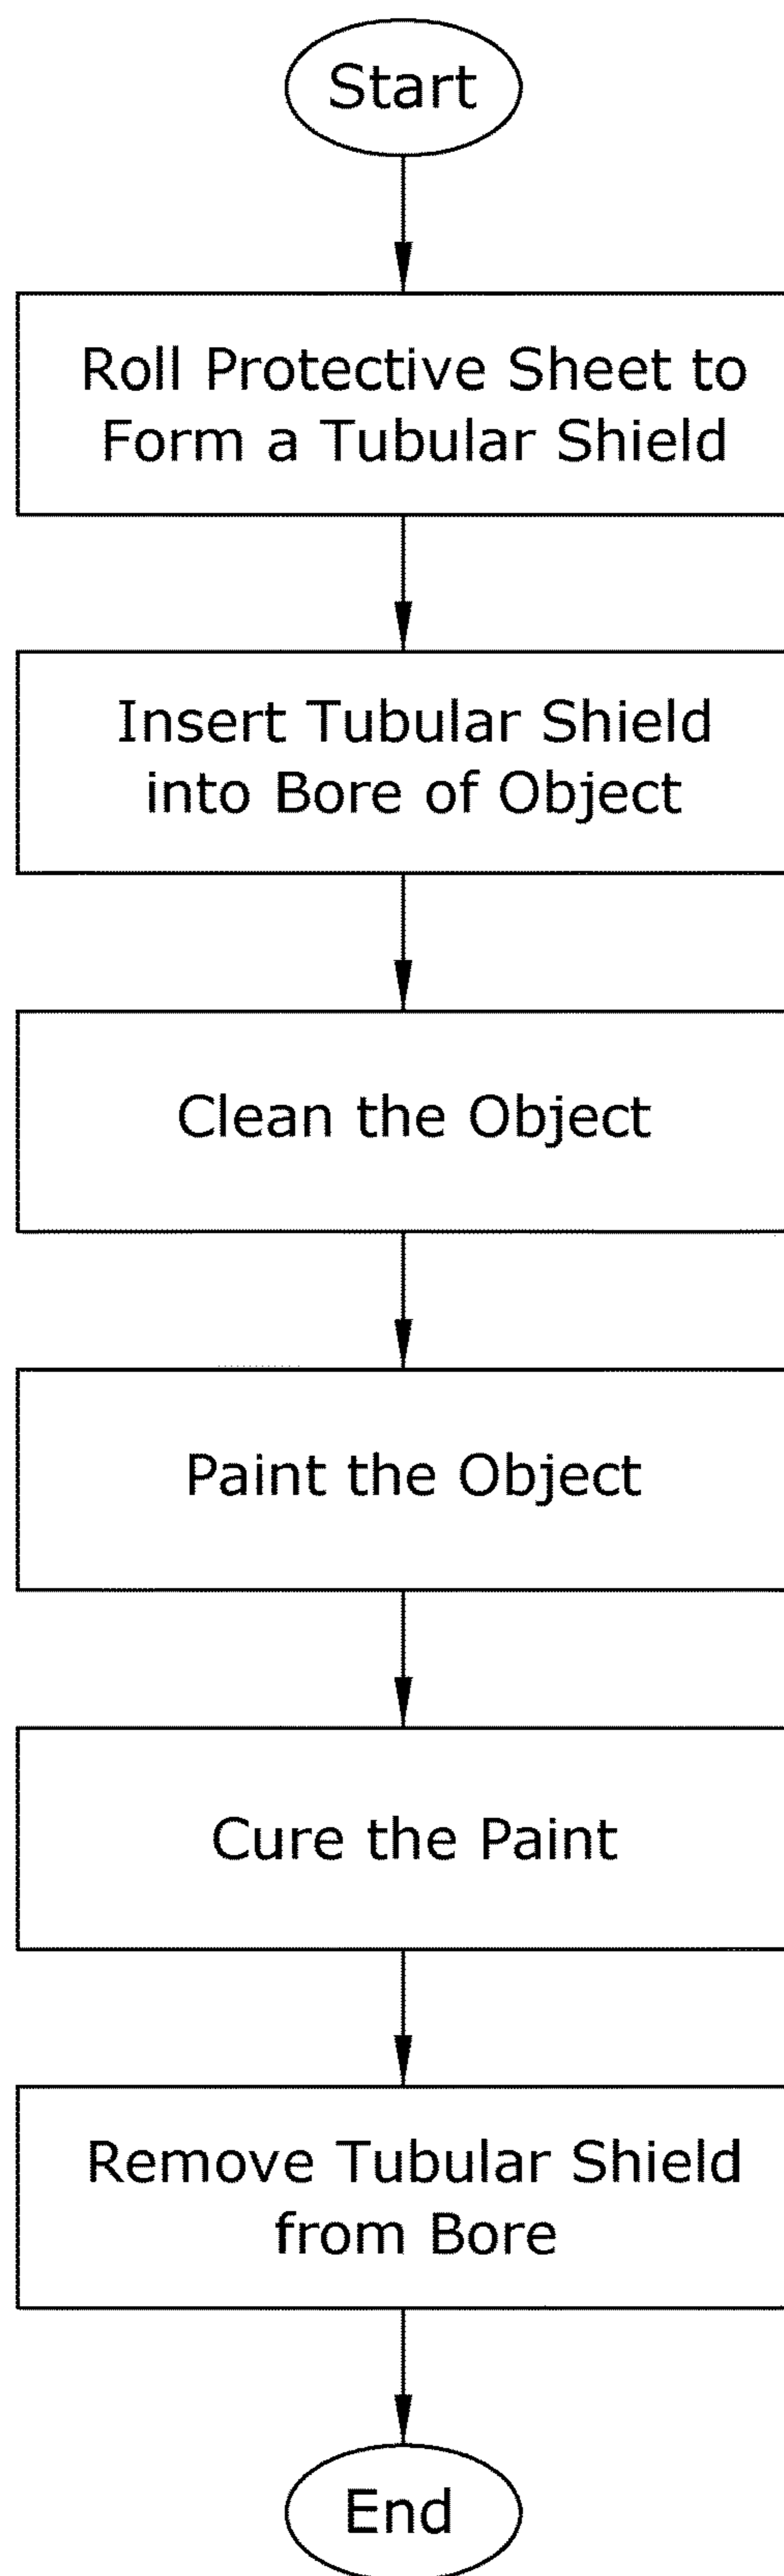 Start
Roll Protective Sheet to
Form a Tubular Shield
Insert Tubular Shield
into Bore of Object
Clean the Object
Paint the Object
Cure the Paint
Remove Tubular Shield
from Bore
End